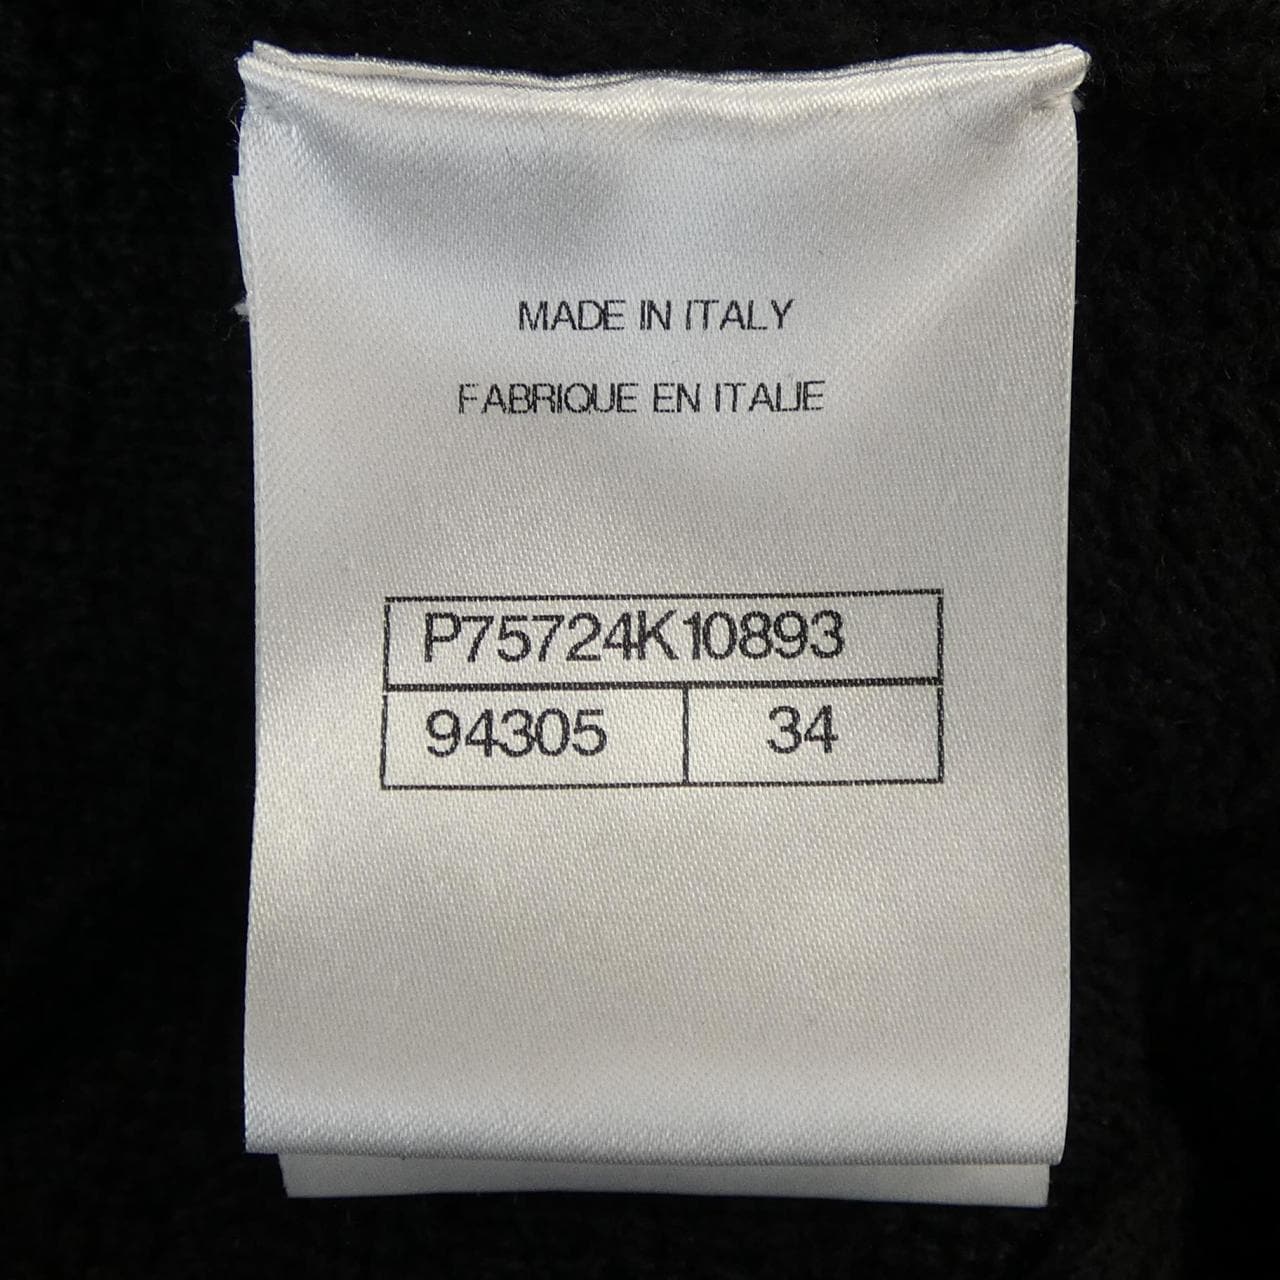 MADE IN ITALY
FABRIQUE EN ITALIE
P75724K10893
94305 34